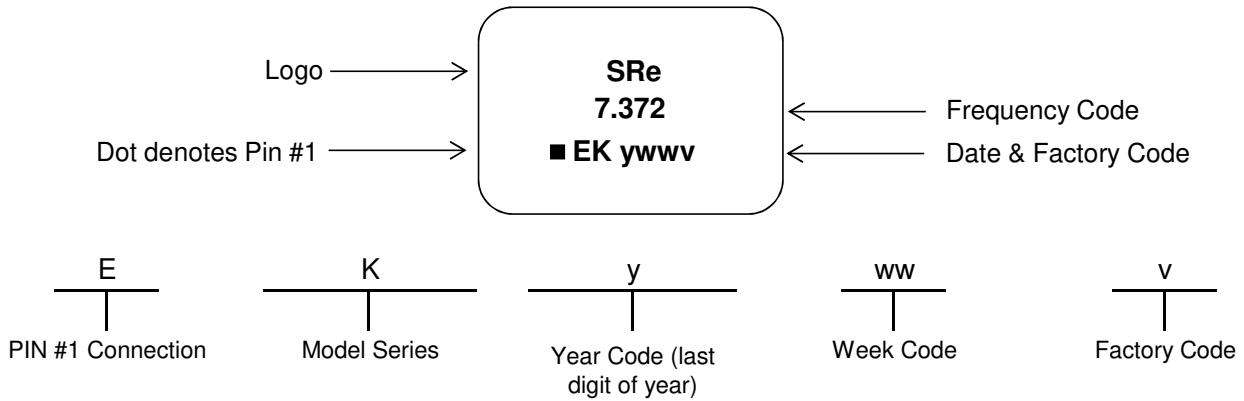 Logo
SRe
7.372
Frequency Code
Dot denotes Pin #1
■ EK ywwv
Date & Factory Code
E
K
y
ww
v
PIN #1 Connection
Model Series
Year Code (last
digit of year)
Week Code
Factory Code